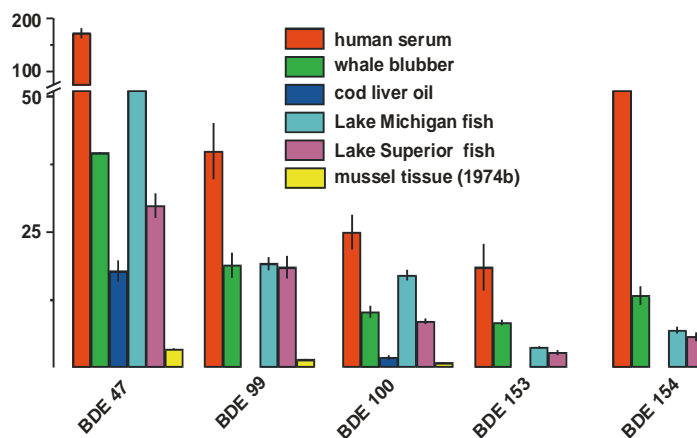 200
100
50
25
human serum
whale blubber
cod liver oil
Lake Michigan fish
Lake Superior fish
mussel tissue (1974b)
BDE 47
BDE 99
BDE 100
BDE 153
BDE 154